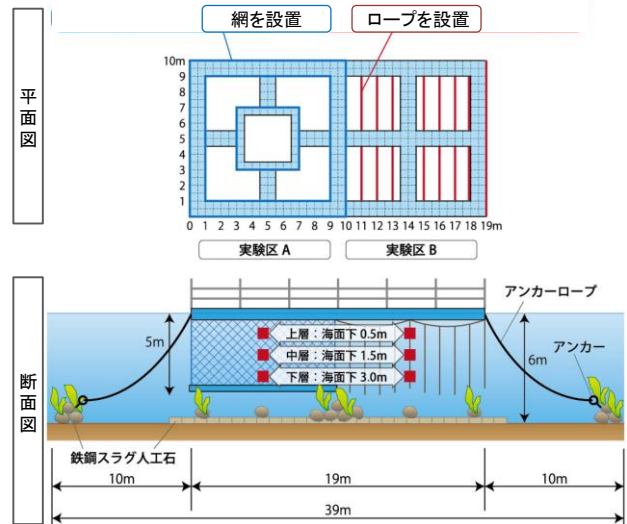 網を設置
ロープを設置
平面図
10m
9
8
7
6
5
4
3
2
1
0 1 2 3 4 5 6 7 8 9 10 11 12 13 14 15 16 17 18 19m
実験区 A
実験区 B
断面図
アンカーロープ
アンカー
5m
6m
上層:海面下 0.5m
中層:海面下 1.5m
下層:海面下 3.0m
鉄鋼スラグ人工石
10m
19m
10m
39m